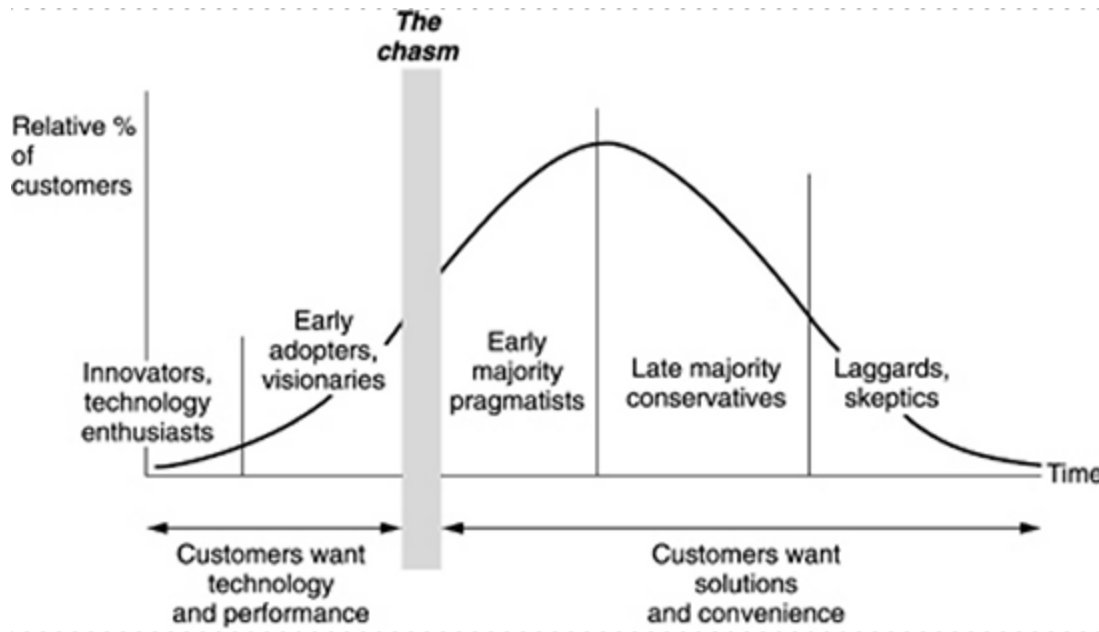 The
chasm
Relative %
of
customers
Early
adopters,
visionaries
Innovators,
technology
enthusiasts
Early
majority
pragmatists
Late majority
conservatives
Laggards,
skeptics
Time
Customers want
technology
and performance
Customers want
solutions
and convenience